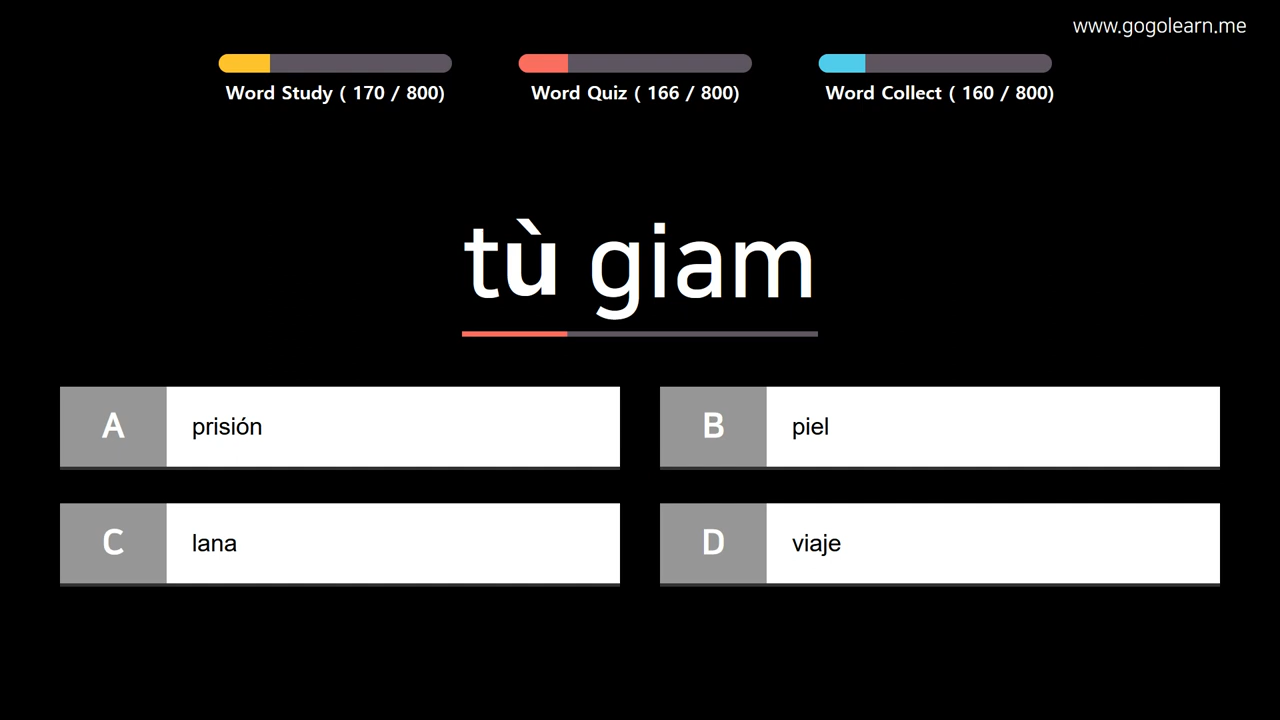 www.gogolearn.me
Word Study ( 170 / 800)
Word Quiz ( 166 / 800)
Word Collect ( 160 / 800)
tù giam
A prisión
B piel
C lana
D viaje